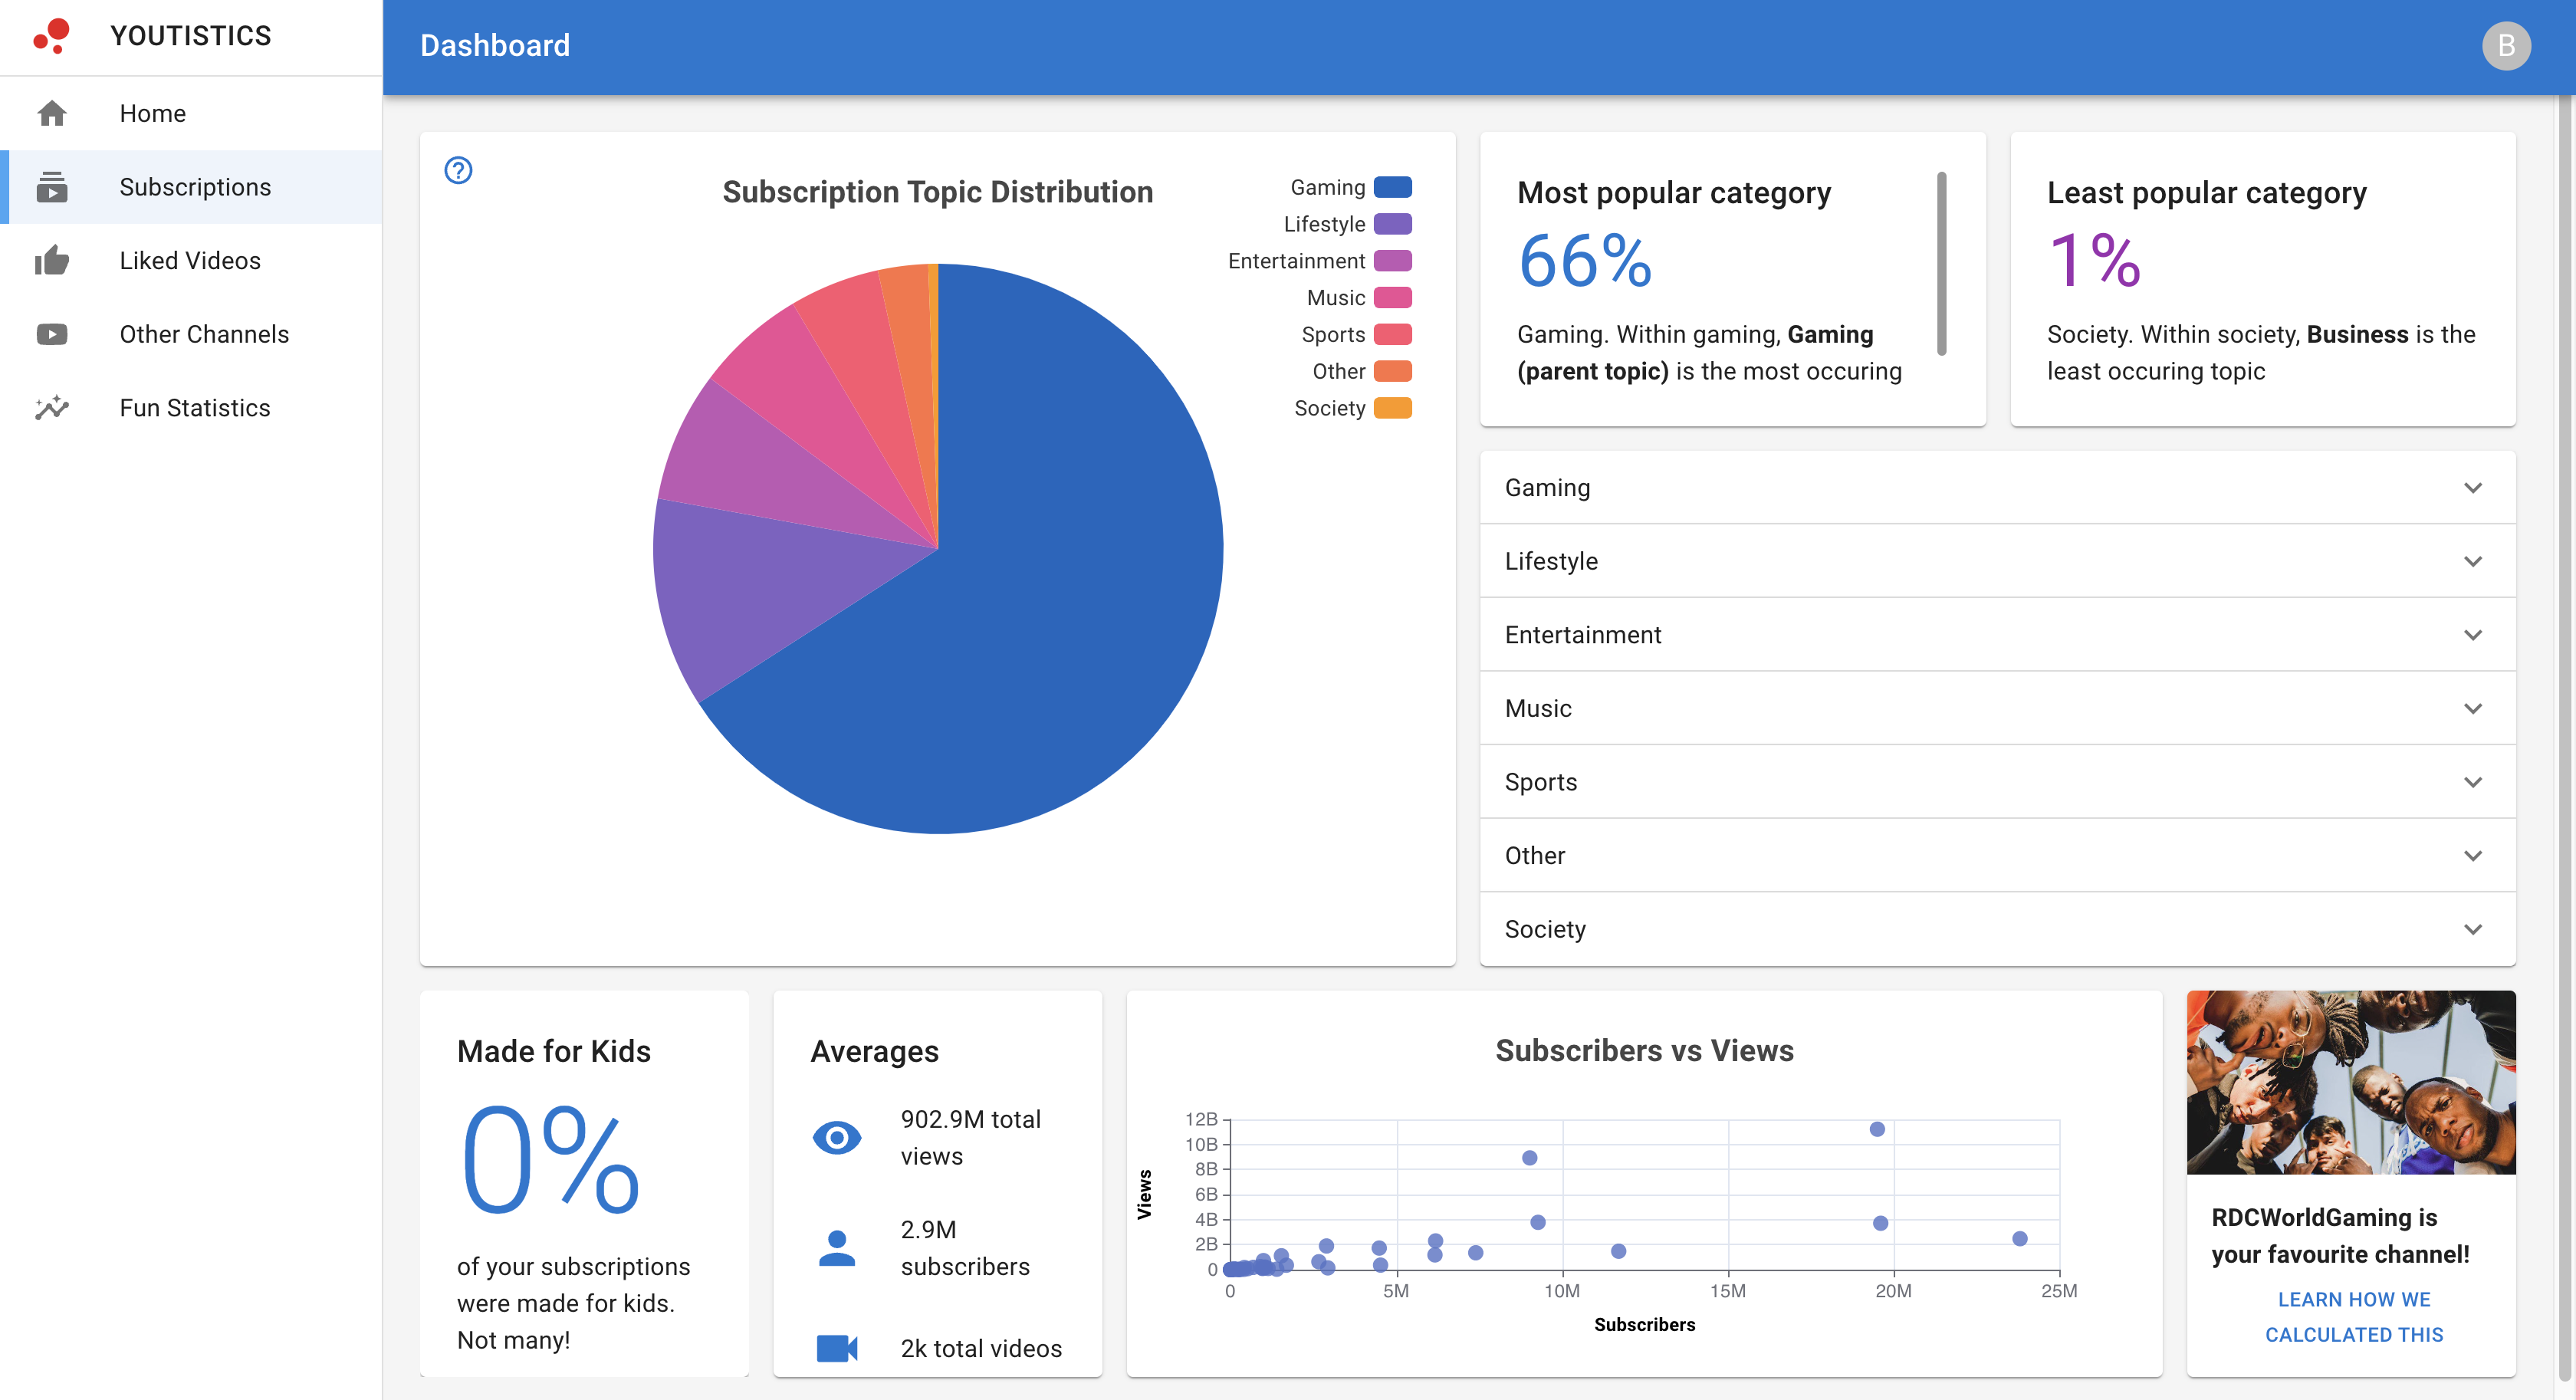 YOUTISTICS
Home
Subscriptions
Liked Videos
Other Channels
Fun Statistics
Dashboard
B
?
Subscription Topic Distribution
Gaming
Lifestyle
Entertainment
Music
Sports
Other
Society
Most popular category
66%
Gaming. Within gaming, Gaming
(parent topic) is the most occuring
Least popular category
1%
Society. Within society, Business is the
least occuring topic
Gaming
Lifestyle
Entertainment
Music
Sports
Other
Society
Made for Kids
0%
of your subscriptions
were made for kids.
Not many!
Averages
902.9M total
views
2.9M
subscribers
2k total videos
Subscribers vs Views
Views
12B
10B
8B
6B
4B
2B
0
0
5M
10M
15M
20M
25M
Subscribers
RDCWorldGaming is
your favourite channel!
LEARN HOW WE
CALCULATED THIS